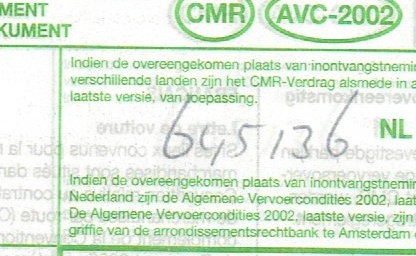 MENT
KUMENT
CMR
AVC-2002
Indien de overeengekomen plaats van inontvangstnemin
verschillende landen zijn het CMR-Verdrag alsmede in a
laatste versie, van toepassing.
645136
NL
Indien de overeengekomen plaats van inontvangstnemi
Nederland zijn de Algemene Vervoercondities 2002, laat
De Algemene Vervoercondities 2002, laatste versie, zijn
griffie van de arrondissementsrechtbank te Amsterdam